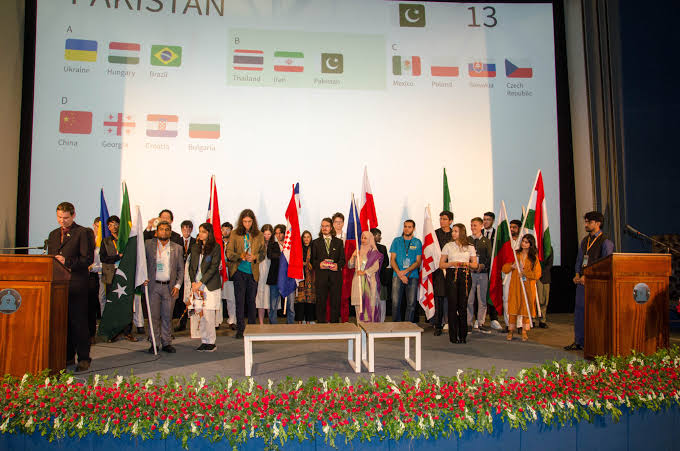 PAKISTAN
13
A
B
C
Ukraine Hungary Brazil
Thailand Iran Pakistan
Mexico Poland Slovakia Czech
Republic
D
China Georgia Croatia Bulgaria